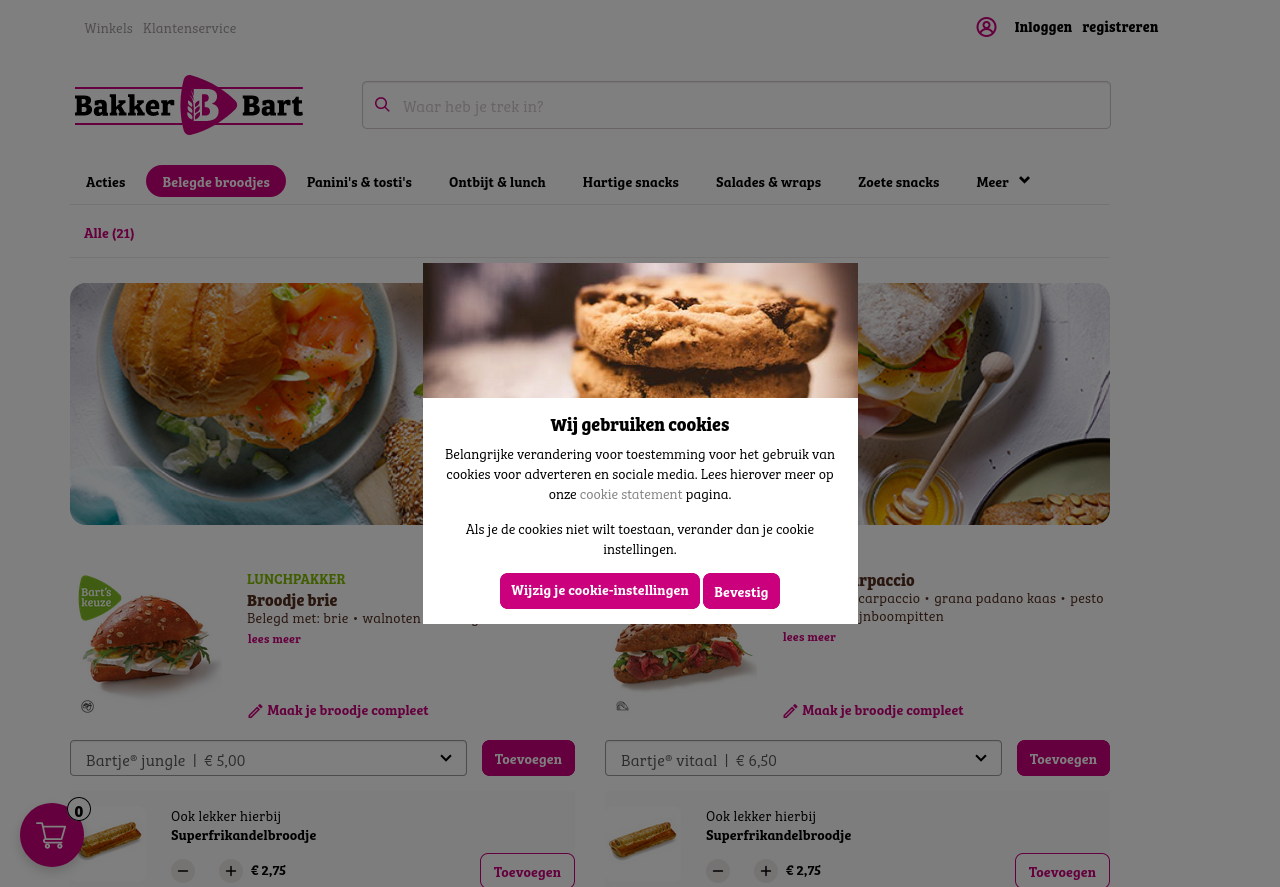 Winkels Klantenservice
Inloggen registreren
Bakker B Bart
Waar heb je trek in?
Acties Belegde broodjes Panini's & tosti's Ontbijt & lunch Hartige snacks Salades & wraps Zoete snacks Meer
Alle (21)
Wij gebruiken cookies
Belangrijke verandering voor toestemming voor het gebruik van
cookies voor adverteren en sociale media. Lees hierover meer op
onze cookie statement pagina.
Als je de cookies niet wilt toestaan, verander dan je cookie
instellingen.
Wijzig je cookie-instellingen Bevestig
Bart's
keuze
LUNCHPAKKER
Broodje brie
Belegd met: brie • walnoten
lees meer
Maak je broodje compleet
Bartje® jungle | € 5,00
Toevoegen
Ook lekker hierbij
Superfrikandelbroodje
€ 2,75
Toevoegen
rpaccio
carpaccio • grana padano kaas • pesto
jnboompitten
lees meer
Maak je broodje compleet
Bartje® vitaal | € 6,50
Toevoegen
Ook lekker hierbij
Superfrikandelbroodje
€ 2,75
Toevoegen
0